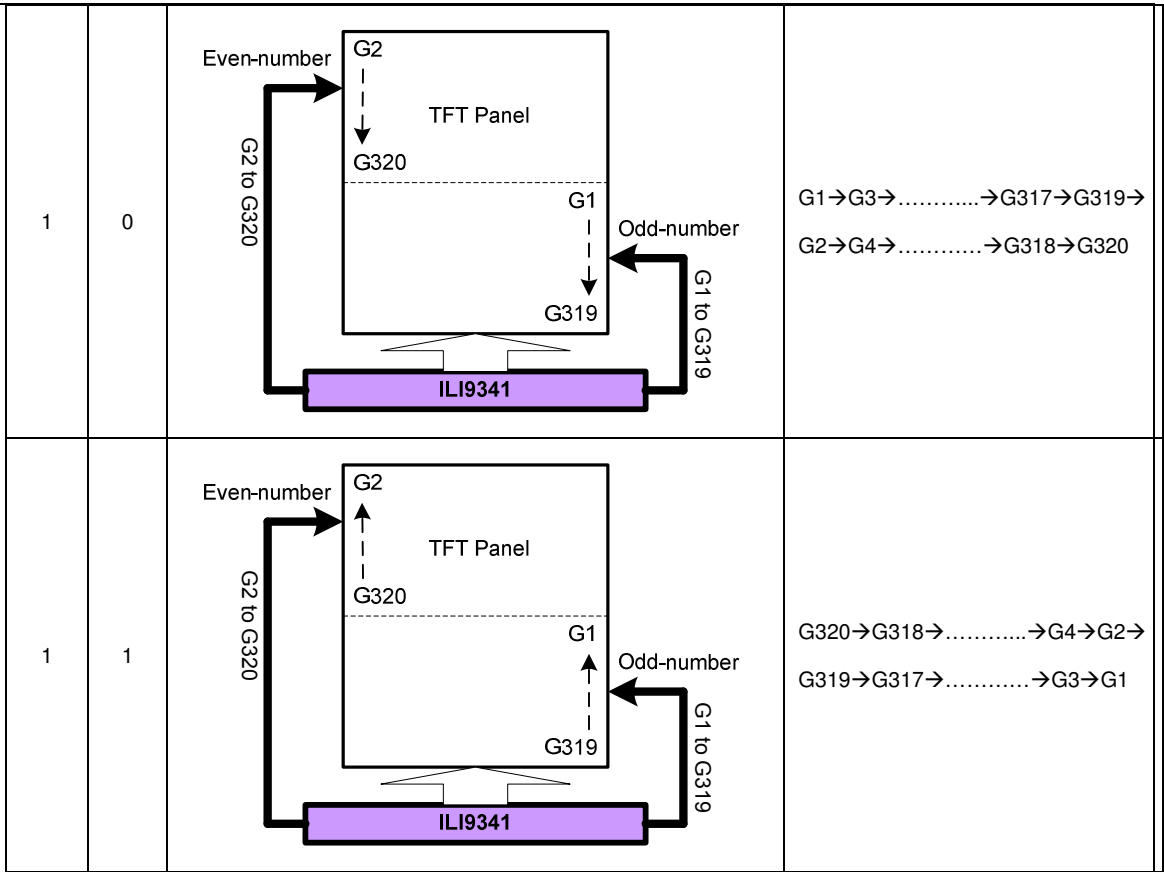 1
0
Even-number
G2
TFT Panel
G320
G2 to G320
G1
Odd-number
G319
G1 to G319
ILI9341
G1→G3→…………...→G317→G319→
G2→G4→…………→G318→G320
1
1
Even-number
G2
TFT Panel
G320
G2 to G320
G1
Odd-number
G319
G1 to G319
ILI9341
G320→G318→…………...→G4→G2→
G319→G317→…………→G3→G1